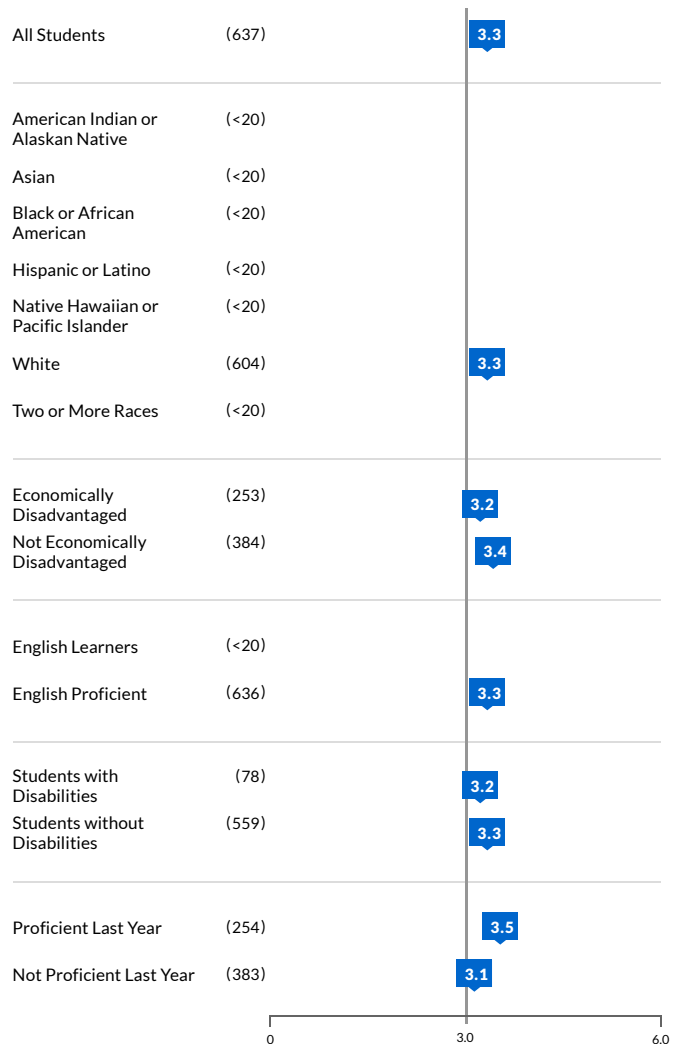 All Students (637) 3.3
American Indian or (<20)
Alaskan Native
Asian (<20)
Black or African (<20)
American
Hispanic or Latino (<20)
Native Hawaiian or (<20)
Pacific Islander
White (604) 3.3
Two or More Races (<20)
Economically (253) 3.2
Disadvantaged
Not Economically (384) 3.4
Disadvantaged
English Learners (<20)
English Proficient (636) 3.3
Students with (78) 3.2
Disabilities
Students without (559) 3.3
Disabilities
Proficient Last Year (254) 3.5
Not Proficient Last Year (383) 3.1
0 3.0 6.0